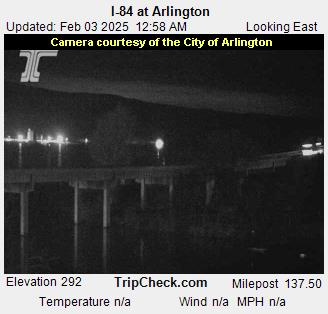 I-84 at Arlington
Updated: Feb 03 2025 12:58 AM Looking East
Camera courtesy of the City of Arlington
Elevation 292 TripCheck.com Milepost 137.50
Temperature n/a Wind n/a MPH n/a